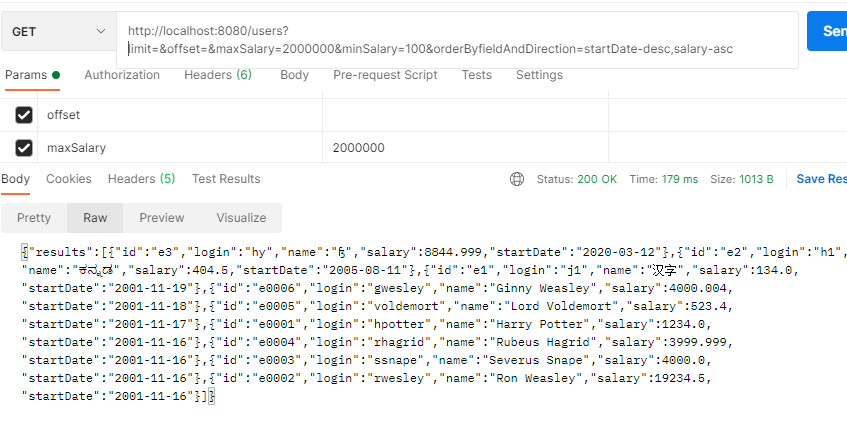 GET
http://localhost:8080/users?
limit=&offset=&maxSalary=2000000&minSalary=100&orderByfieldAndDirection=startDate-desc,salary-asc
Sen
Params Authorization Headers (6) Body Pre-request Script Tests Settings
offset
maxSalary 2000000
Body Cookies Headers (5) Test Results Status: 200 OK Time: 179 ms Size: 1013 B Save Res
Pretty Raw Preview Visualize
{"results":[{"id":"e3","login":"hy","name":"ɮ","salary":8844.999,"startDate":"2020-03-12"},{"id":"e2","login":"h1",
"name":"ಕನ್ನಡ","salary":404.5,"startDate":"2005-08-11"},{"id":"e1","login":"j1","name":"汉字","salary":134.0,
"startDate":"2001-11-19"},{"id":"e0006","login":"gwesley","name":"Ginny Weasley","salary":4000.004,
"startDate":"2001-11-18"},{"id":"e0005","login":"voldemort","name":"Lord Voldemort","salary":523.4,
"startDate":"2001-11-17"},{"id":"e0001","login":"hpotter","name":"Harry Potter","salary":1234.0,
"startDate":"2001-11-16"},{"id":"e0004","login":"rhagrid","name":"Rubeus Hagrid","salary":3999.999,
"startDate":"2001-11-16"},{"id":"e0003","login":"ssnape","name":"Severus Snape","salary":4000.0,
"startDate":"2001-11-16"},{"id":"e0002","login":"rwesley","name":"Ron Weasley","salary":19234.5,
"startDate":"2001-11-16"}]}